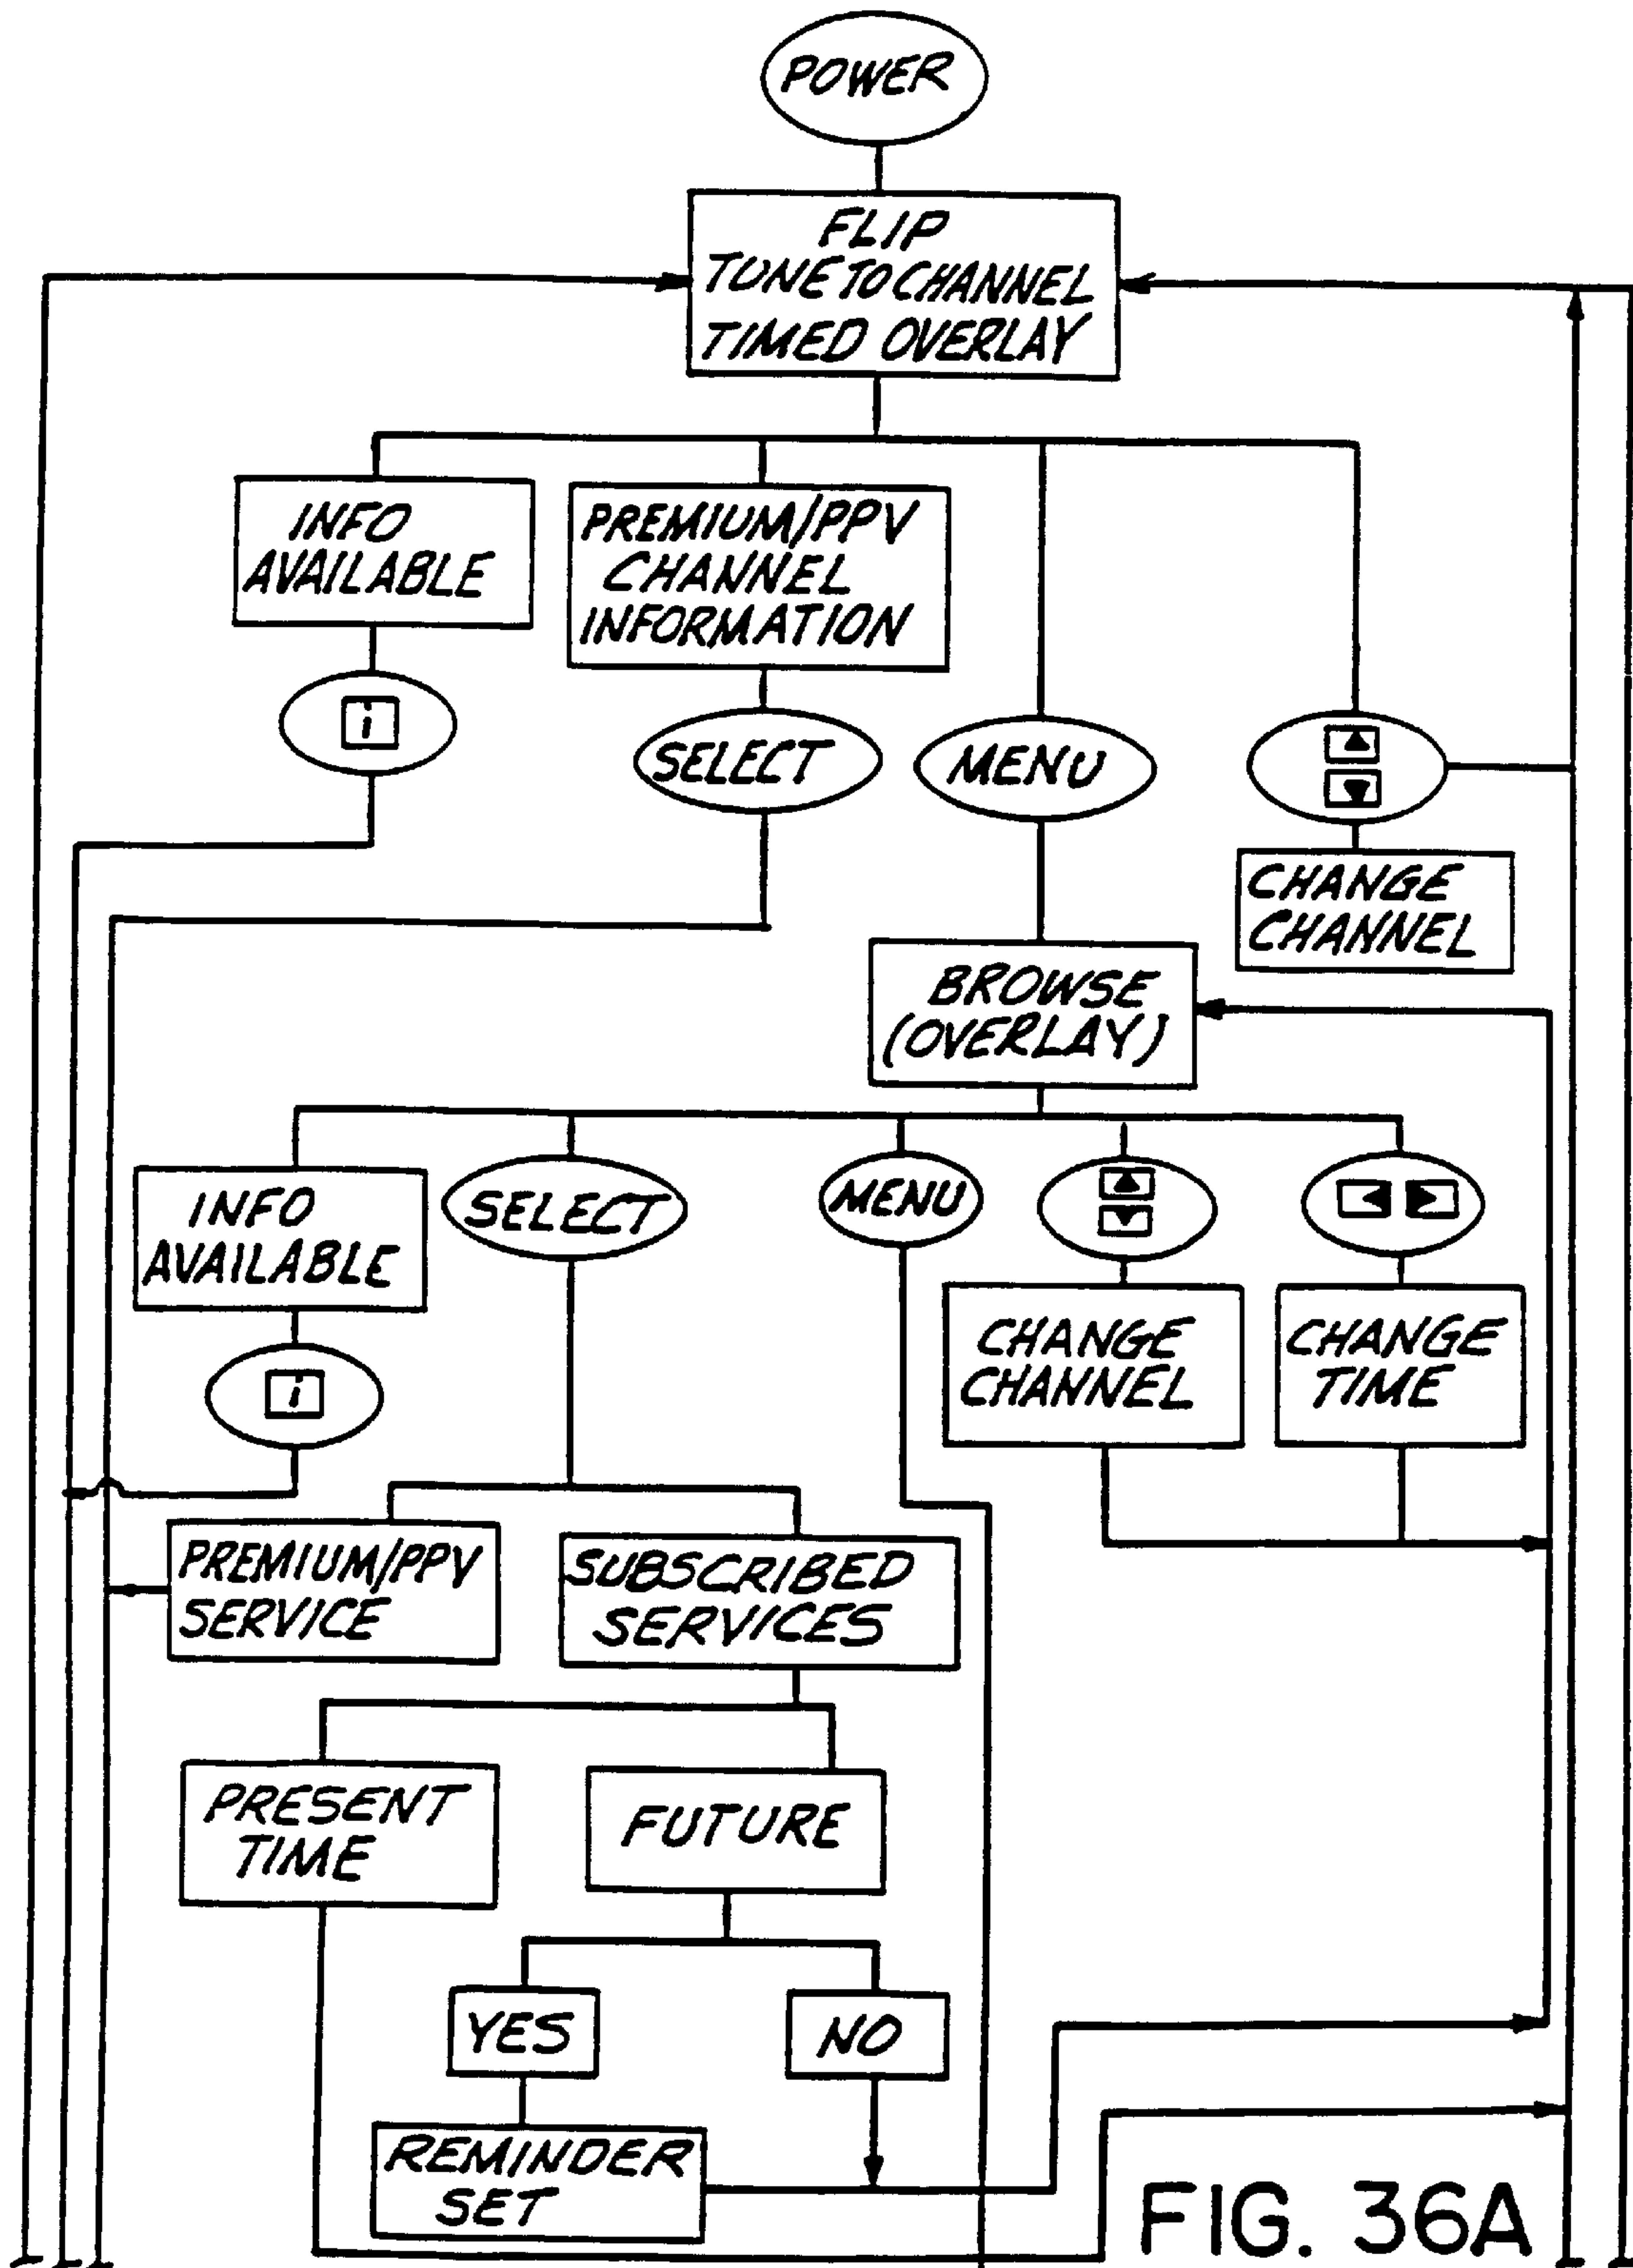 POWER
FLIP
TUNE TO CHANNEL
TIMED OVERLAY
INFO
AVAILABLE
PREMIUM/PPV
CHANNEL
INFORMATION
i
SELECT
MENU
CHANGE
CHANNEL
BROWSE
(OVERLAY)
INFO
AVAILABLE
SELECT
MENU
i
CHANGE
CHANNEL
CHANGE
TIME
PREMIUM/PPV
SERVICE
SUBSCRIBED
SERVICES
PRESENT
TIME
FUTURE
YES
NO
REMINDER
SET
FIG. 36A